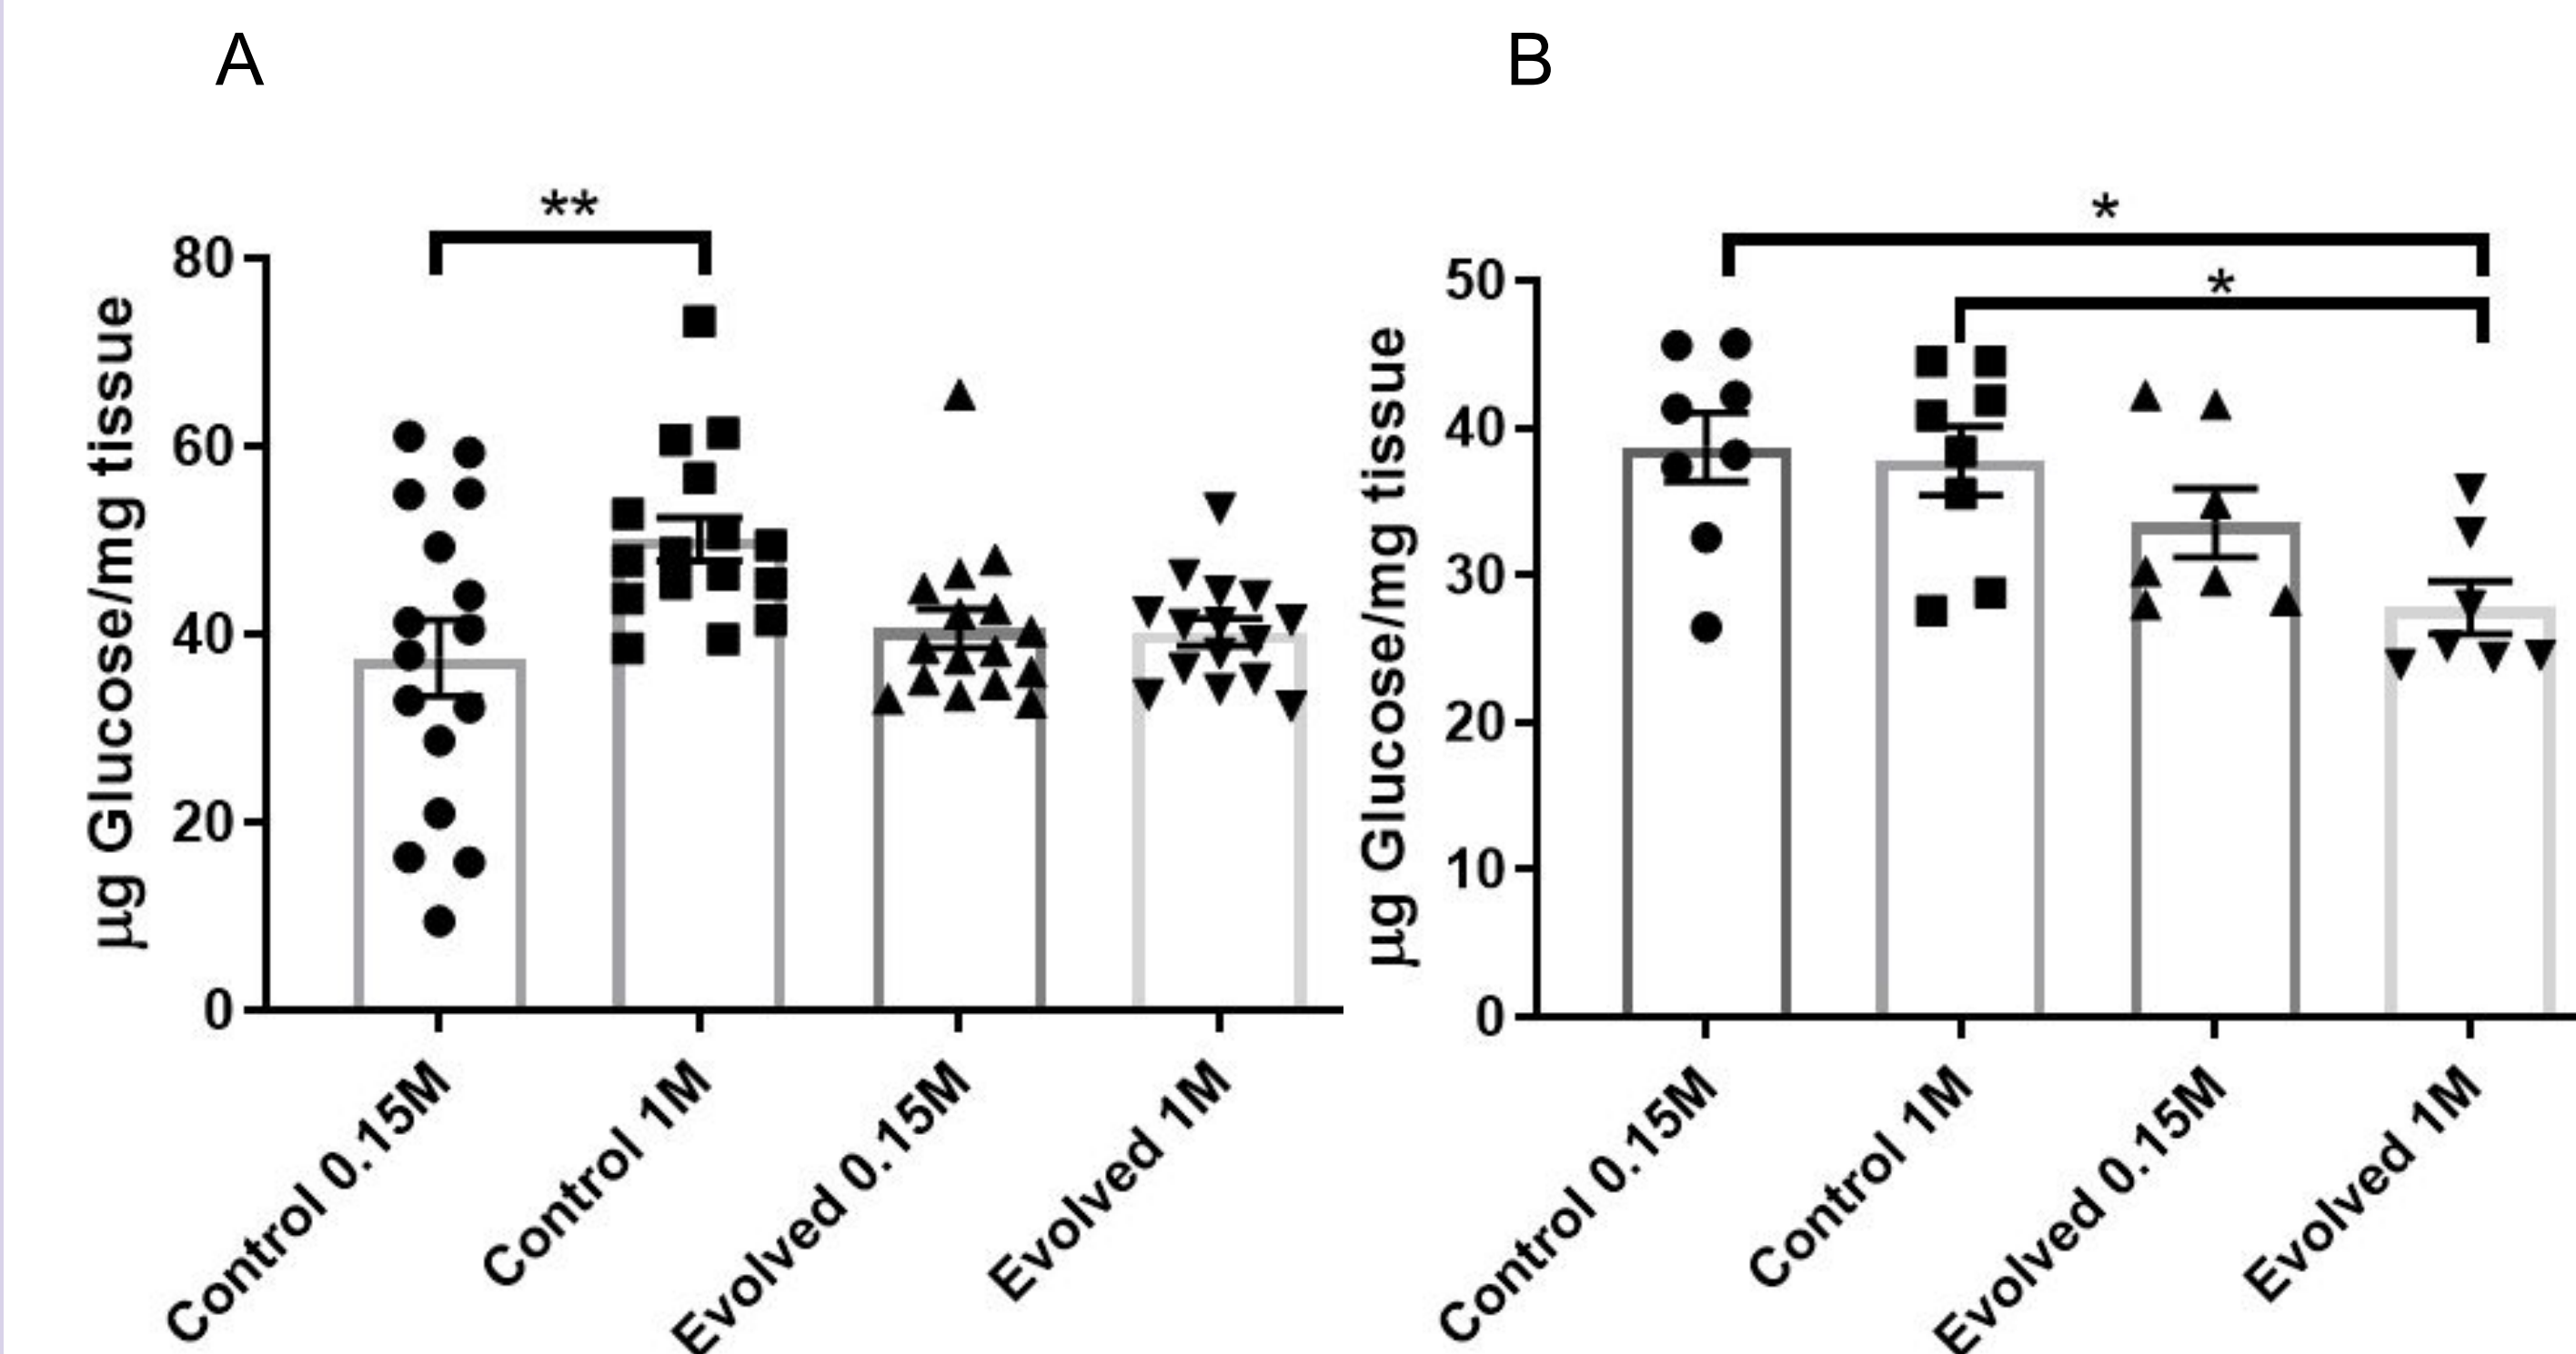 A
**
80
60
40
20
0
µg Glucose/mg tissue
Control 0.15M
Control 1M
Evolved 0.15M
Evolved 1M
B
*
*
50
40
30
20
10
0
µg Glucose/mg tissue
Control 0.15M
Control 1M
Evolved 0.15M
Evolved 1M